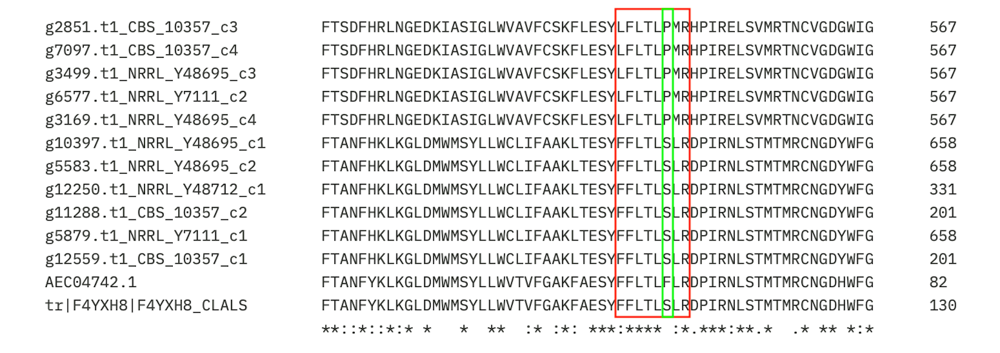 g2851.t1_CBS_10357_c3 FTSDFHRLNGEDKIASIGLWVAVFCSKFLESYLFLTLPMRHPIRELSVMRTNCVGDGWIG 567
g7097.t1_CBS_10357_c4 FTSDFHRLNGEDKIASIGLWVAVFCSKFLESYLFLTLPMRHPIRELSVMRTNCVGDGWIG 567
g3499.t1_NRRL_Y48695_c3 FTSDFHRLNGEDKIASIGLWVAVFCSKFLESYLFLTLPMRHPIRELSVMRTNCVGDGWIG 567
g6577.t1_NRRL_Y7111_c2 FTSDFHRLNGEDKIASIGLWVAVFCSKFLESYLFLTLPMRHPIRELSVMRTNCVGDGWIG 567
g3169.t1_NRRL_Y48695_c4 FTSDFHRLNGEDKIASIGLWVAVFCSKFLESYLFLTLPMRHPIRELSVMRTNCVGDGWIG 567
g10397.t1_NRRL_Y48695_c1 FTANFHKLKGLDMWMSYLLWCLIFAAKLTESYFFLTLSLRDPIRNLSTMTMRCNGDYWFG 658
g5583.t1_NRRL_Y48695_c2 FTANFHKLKGLDMWMSYLLWCLIFAAKLTESYFFLTLSLRDPIRNLSTMTMRCNGDYWFG 658
g12250.t1_NRRL_Y48712_c1 FTANFHKLKGLDMWMSYLLWCLIFAAKLTESYFFLTLSLRDPIRNLSTMTMRCNGDYWFG 331
g11288.t1_CBS_10357_c2 FTANFHKLKGLDMWMSYLLWCLIFAAKLTESYFFLTLSLRDPIRNLSTMTMRCNGDYWFG 201
g5879.t1_NRRL_Y7111_c1 FTANFHKLKGLDMWMSYLLWCLIFAAKLTESYFFLTLSLRDPIRNLSTMTMRCNGDYWFG 658
g12559.t1_CBS_10357_c1 FTANFHKLKGLDMWMSYLLWCLIFAAKLTESYFFLTLSLRDPIRNLSTMTMRCNGDYWFG 201
AEC04742.1 FTANFYKLKGLDMWMSYLLWVTVFGAKFAESYFFLTLFLRDPIRNLSTMTMRCNGDHWFG 82
tr|F4YXH8|F4YXH8_CLALS FTANFYKLKGLDMWMSYLLWVTVFGAKFAESYFFLTLSLRDPIRNLSTMTMRCNGDHWFG 130
**::*::*:* *   *  **  :* :*: ***:**** :*.***:**.*  .* ** *:*